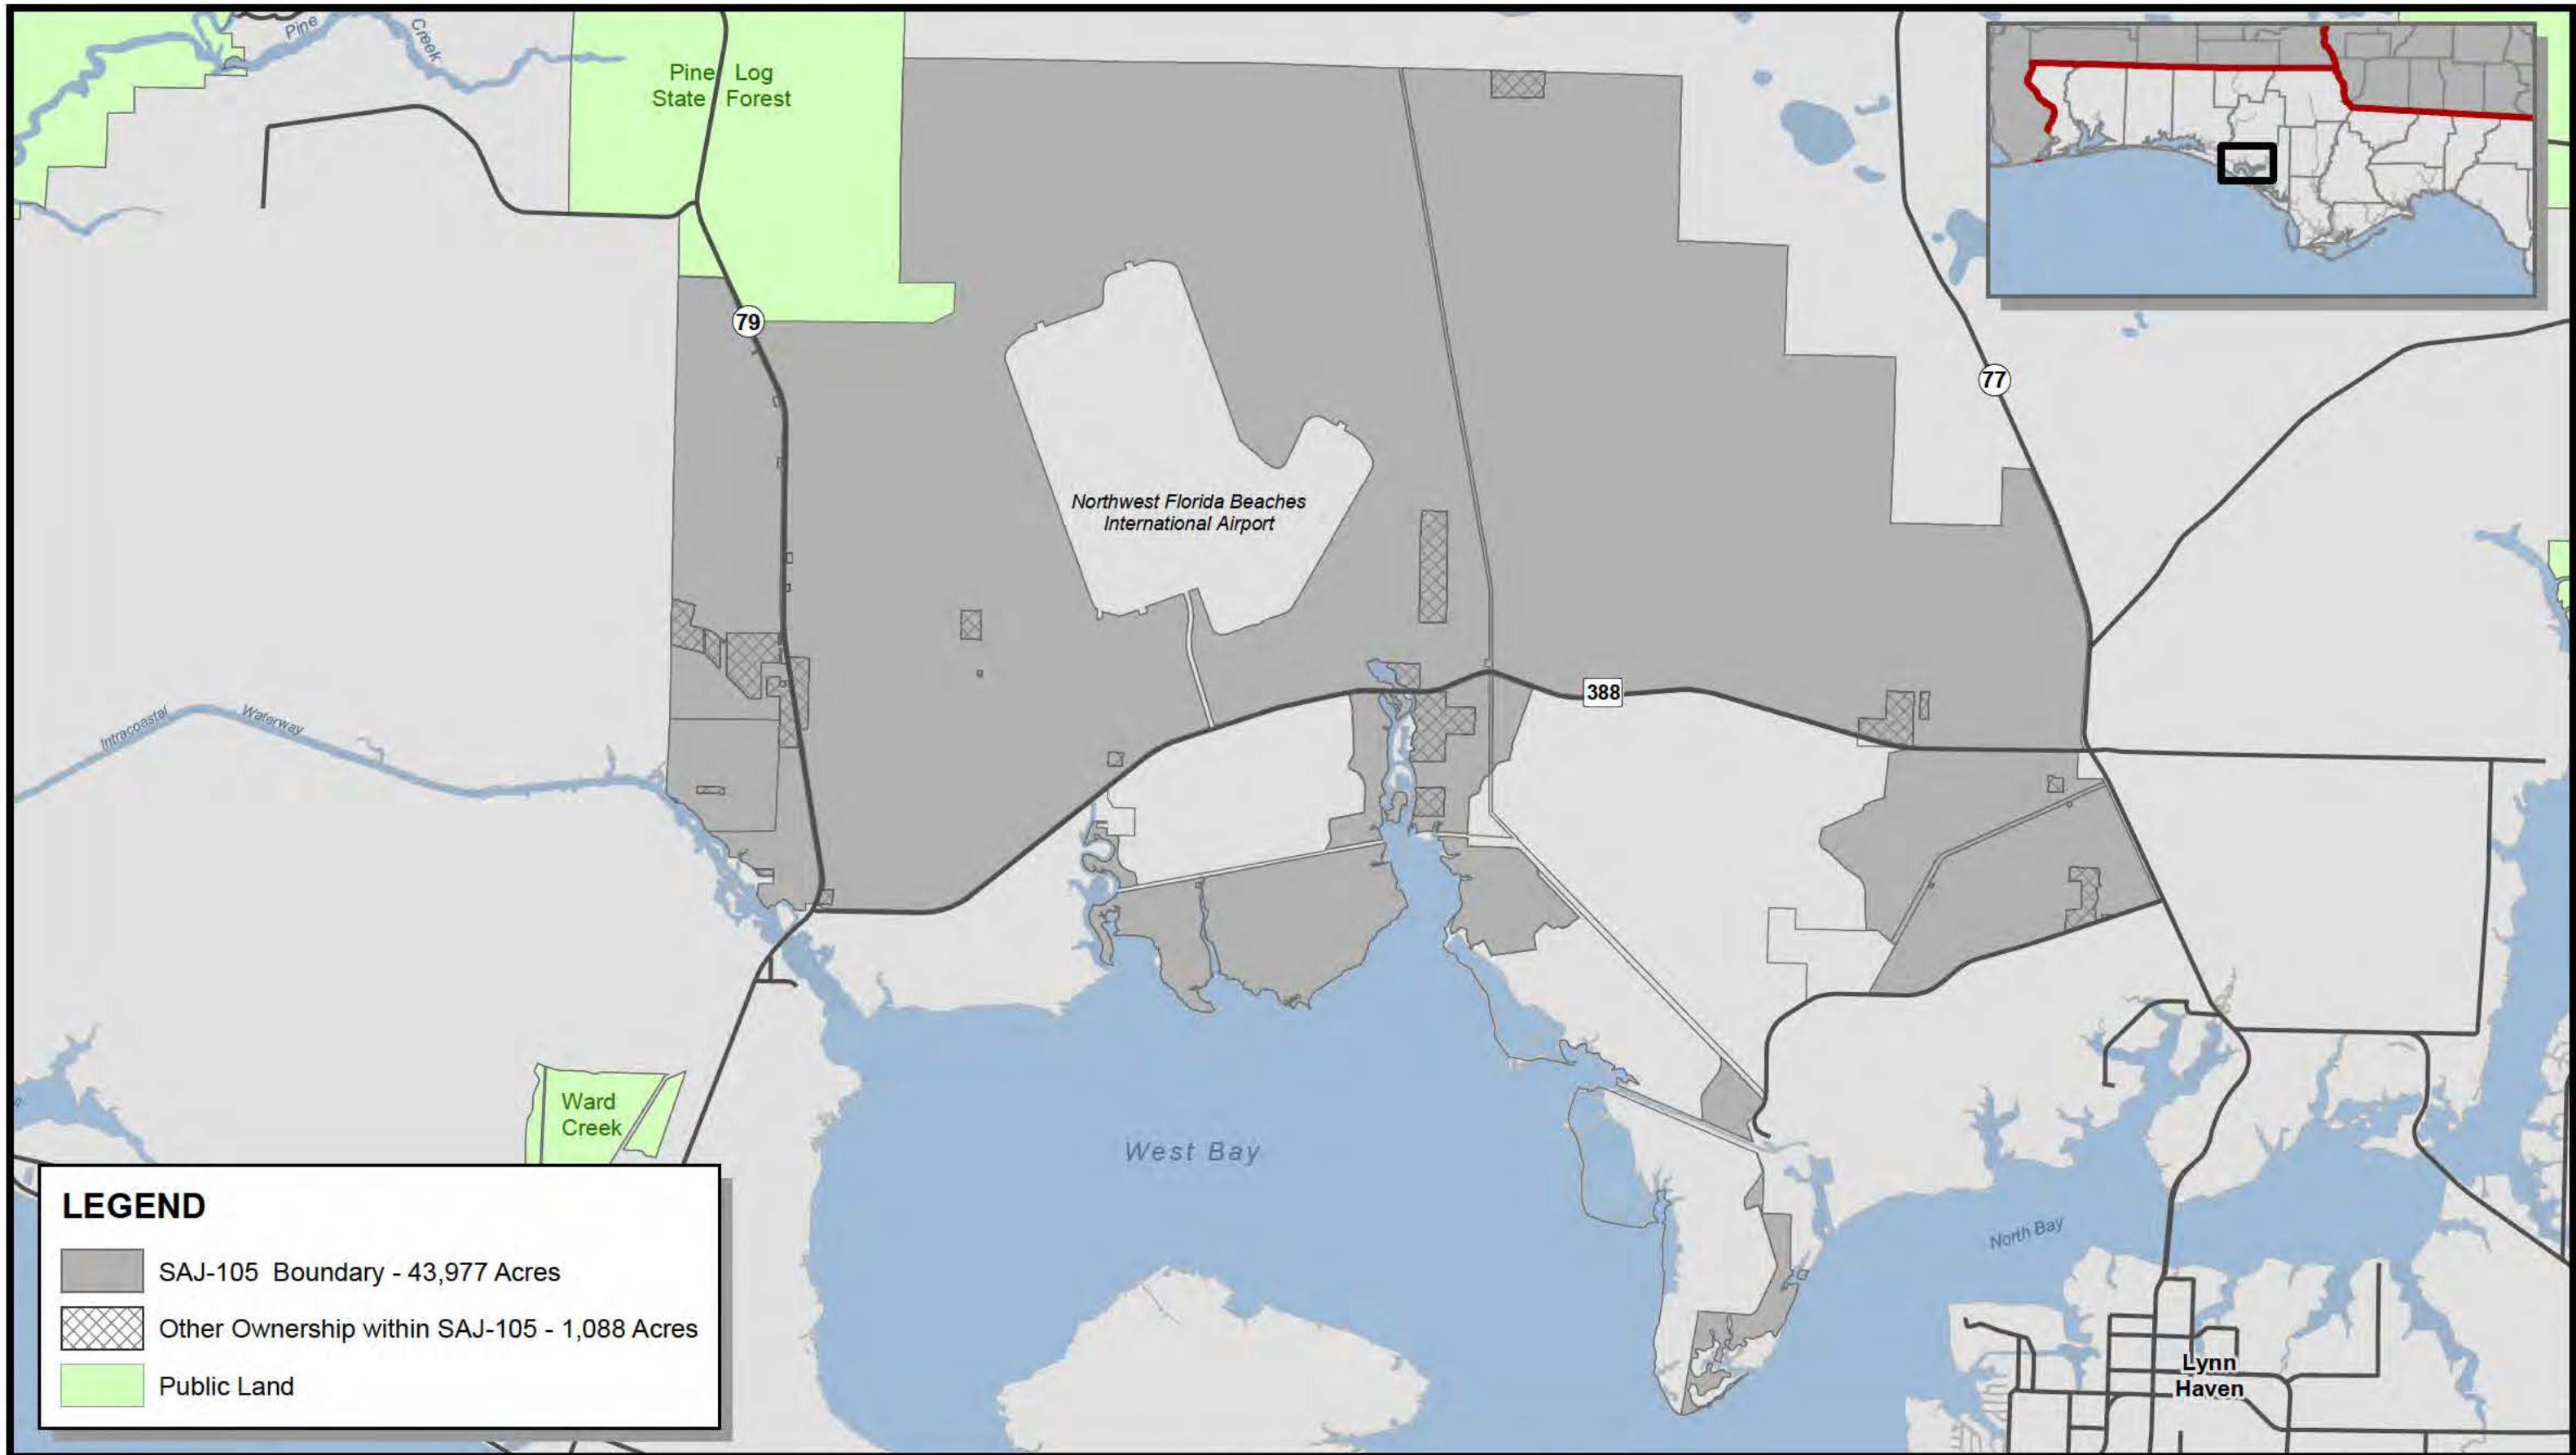 Pine
Creek
Pine Log
State Forest
79
77
Northwest Florida Beaches
International Airport
388
Intracoastal
Waterway
Ward
Creek
West Bay
North Bay
Lynn
Haven
LEGEND
SAJ-105 Boundary - 43,977 Acres
Other Ownership within SAJ-105 - 1,088 Acres
Public Land